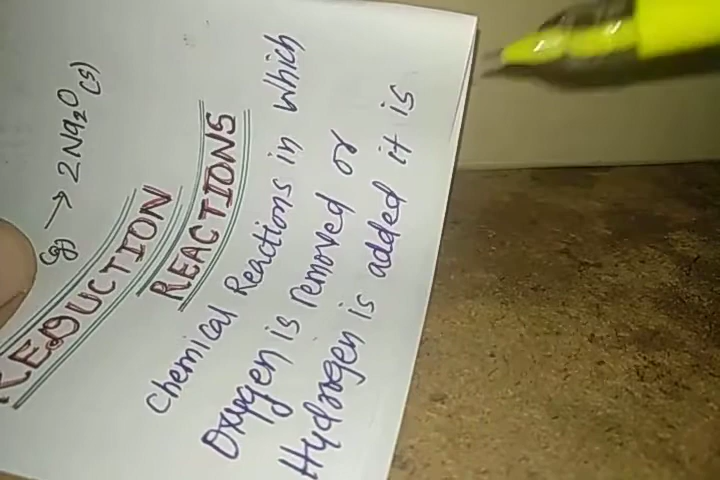 (g) → 2Na2O(s)
REDUCTION
REACTIONS
Chemical Reactions in which
Oxygen is removed or
Hydrogen is added it is